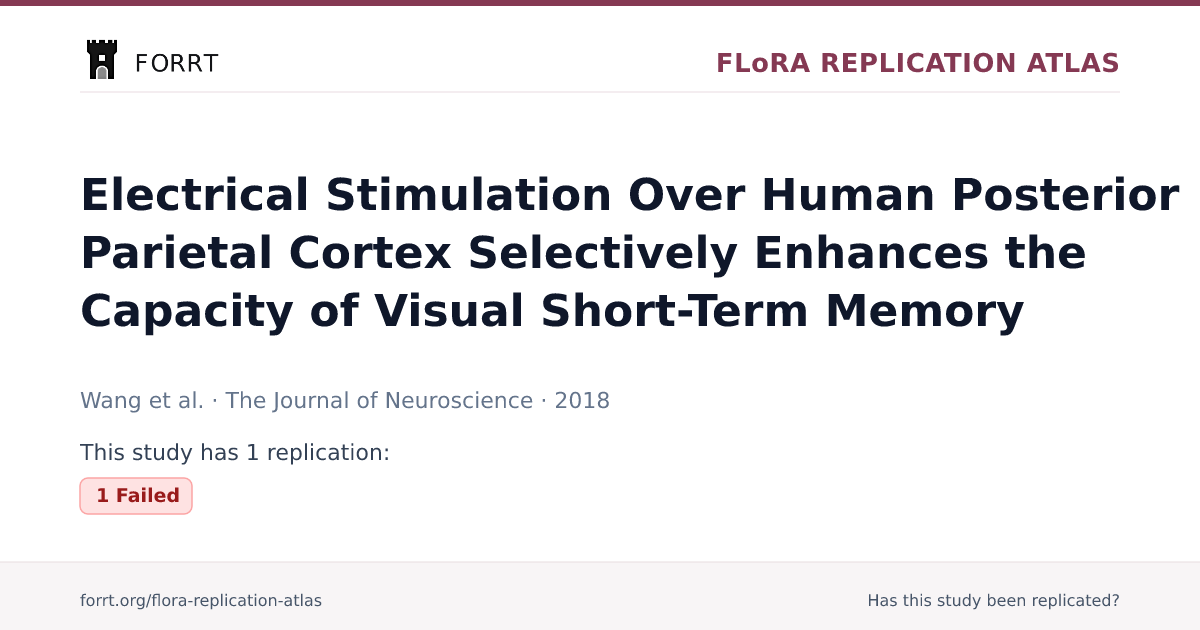 FORRT
FLoRA REPLICATION ATLAS
Electrical Stimulation Over Human Posterior
Parietal Cortex Selectively Enhances the
Capacity of Visual Short-Term Memory
Wang et al. · The Journal of Neuroscience · 2018
This study has 1 replication:
1 Failed
forrt.org/flora-replication-atlas
Has this study been replicated?